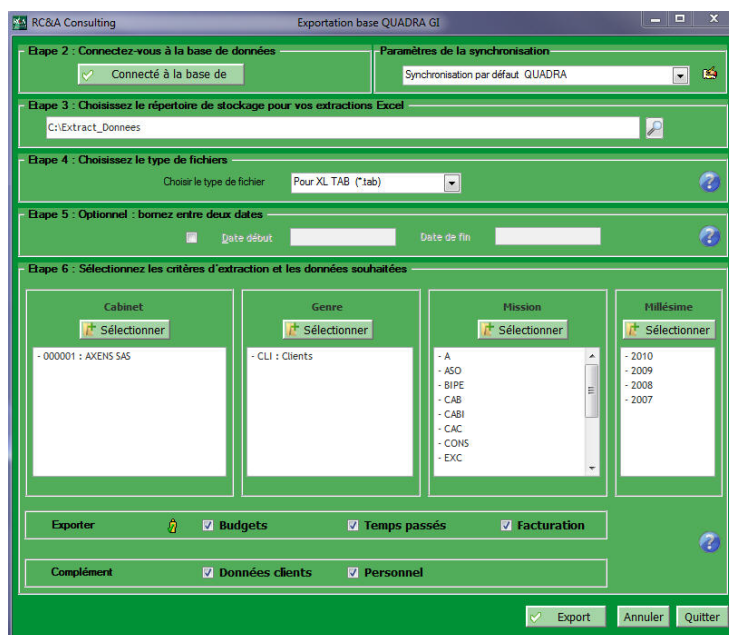 RC&A Consulting
Exportation base QUADRA GI
Etape 2 : Connectez-vous à la base de données
Connecté à la base de
Paramètres de la synchronisation
Synchronisation par défaut QUADRA
Etape 3 : Choisissez le répertoire de stockage pour vos extractions Excel
C:\Extract_Donnees
Etape 4 : Choisissez le type de fichiers
Choisir le type de fichier
Pour XL TAB (*.tab)
Etape 5 : Optionnel : bornez entre deux dates
Date début
Date de fin
Etape 6 : Sélectionnez les critères d'extraction et les données souhaitées
Cabinet
Sélectionner
- 000001 : AXENS SAS
Genre
Sélectionner
- CLI : Clients
Mission
Sélectionner
- A
- ASO
- BIPE
- CAB
- CABI
- CAC
- CONS
- EXC
Millésime
Sélectionner
- 2010
- 2009
- 2008
- 2007
Exporter
Budgets
Temps passés
Facturation
Complément
Données clients
Personnel
Export
Annuler
Quitter